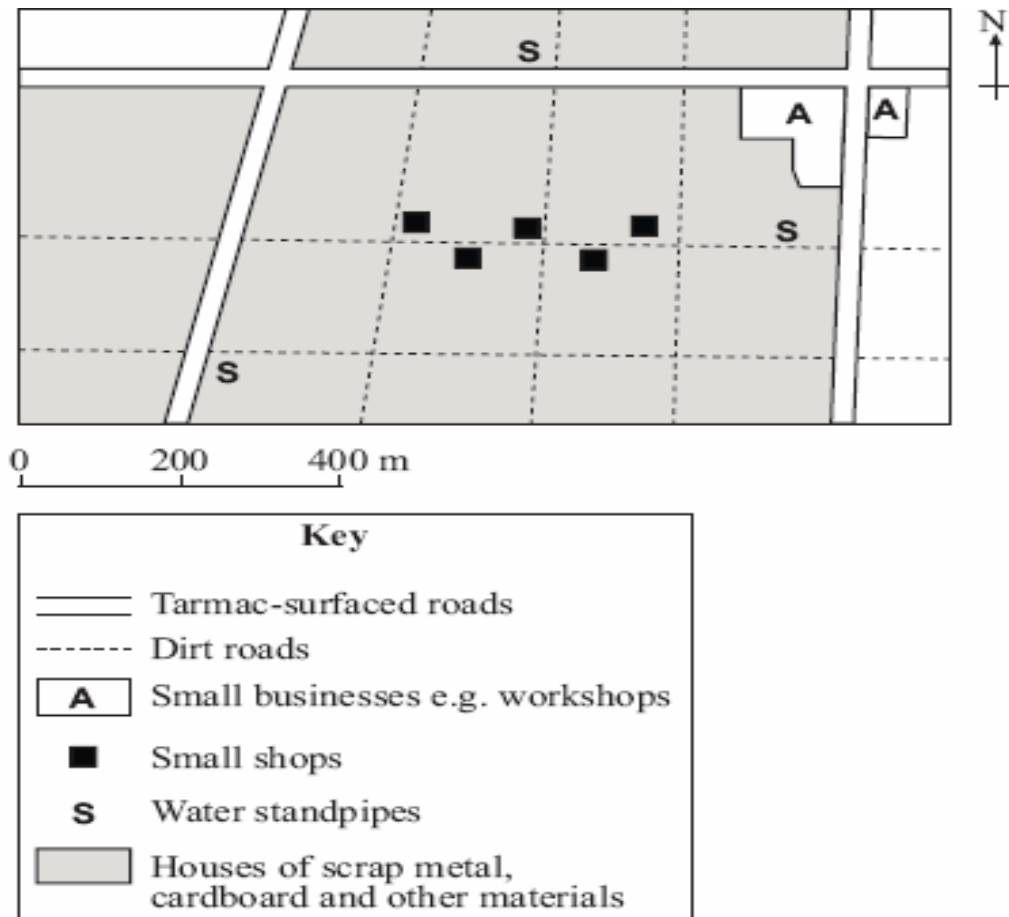 N
S
A
A
S
S
0 200 400 m
Key
Tarmac-surfaced roads
Dirt roads
A Small businesses e.g. workshops
Small shops
S Water standpipes
Houses of scrap metal,
cardboard and other materials